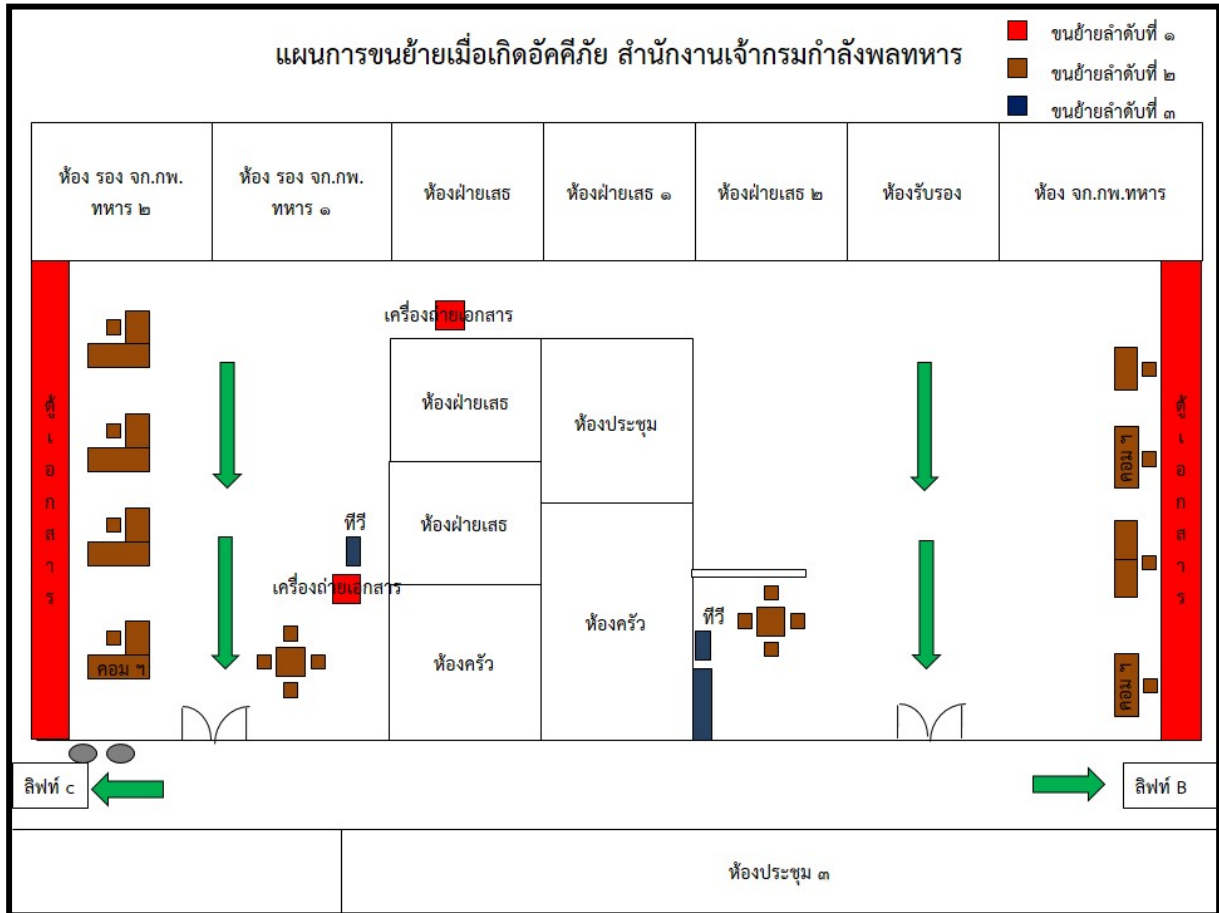 แผนการขนย้ายเมื่อเกิดอัคคีภัย สำนักงานเจ้ากรมกำลังพลทหาร
ขนย้ายลำดับที่ ๑
ขนย้ายลำดับที่ ๒
ขนย้ายลำดับที่ ๓
ห้อง รอง จก.กพ.
ทหาร ๒
ห้อง รอง จก.กพ.
ทหาร ๑
ห้องฝ่ายเสธ
ห้องฝ่ายเสธ ๑
ห้องฝ่ายเสธ ๒
ห้องรับรอง
ห้อง จก.กพ.ทหาร
เครื่องถ่ายเอกสาร
ตู้เอกสาร
ห้องฝ่ายเสธ
ห้องประชุม
คอม ฯ
ตู้เอกสาร
ทีวี
ห้องฝ่ายเสธ
เครื่องถ่ายเอกสาร
ห้องครัว
ทีวี
คอม ฯ
ห้องครัว
คอม ฯ
ลิฟท์ C
ลิฟท์ B
ห้องประชุม ๓